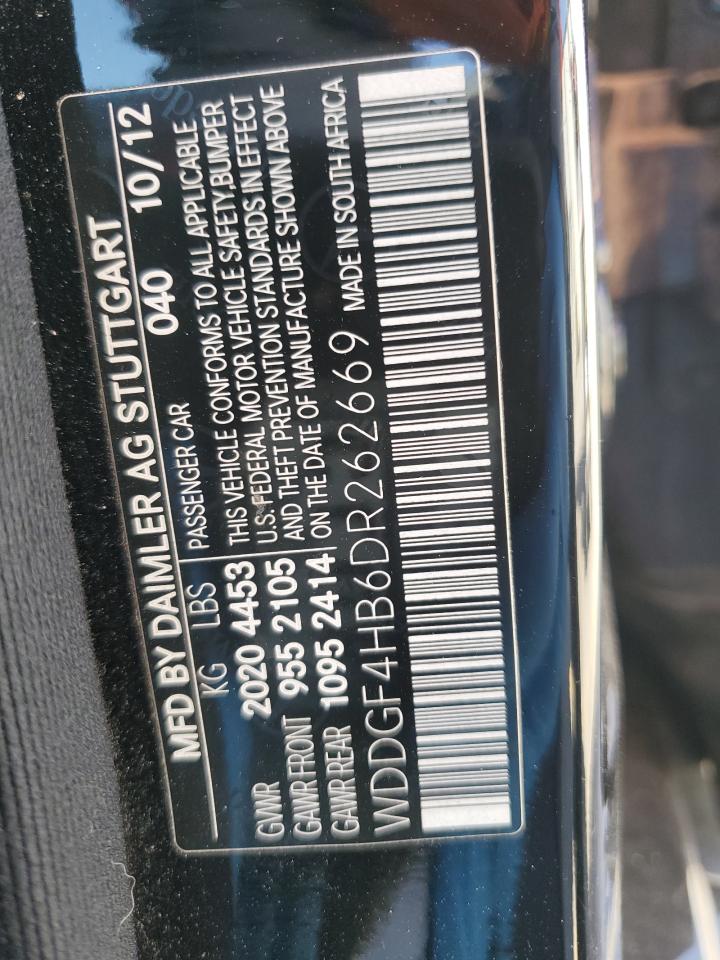 MFD BY DAIMLER AG STUTTGART 10/12
KG LBS 040
PASSENGER CAR
GVWR 2020 4453
GAWR FRONT 955 2105
GAWR REAR 1095 2414
THIS VEHICLE CONFORMS TO ALL APPLICABLE
U.S. FEDERAL MOTOR VEHICLE SAFETY,BUMPER
AND THEFT PREVENTION STANDARDS IN EFFECT
ON THE DATE OF MANUFACTURE SHOWN ABOVE
WDDGF4HB6DR262669 MADE IN SOUTH AFRICA